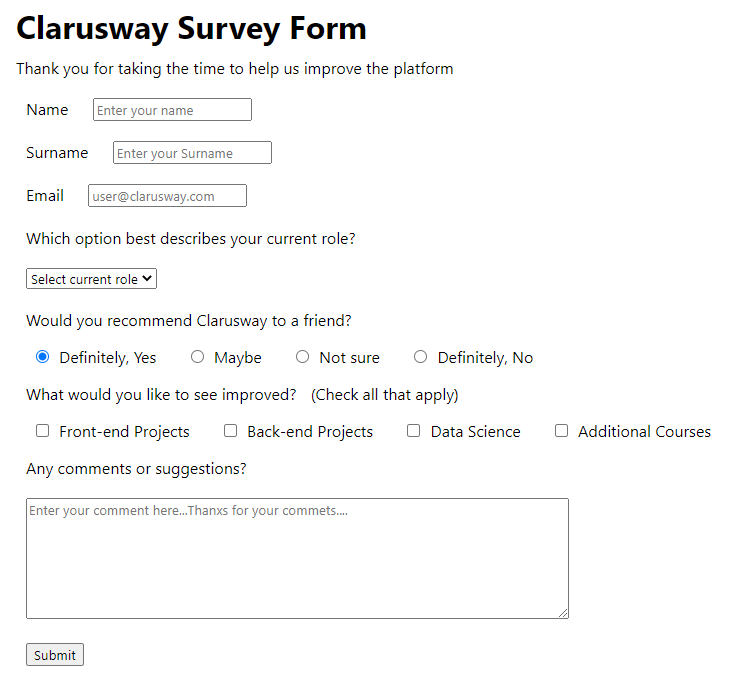 Clarusway Survey Form
Thank you for taking the time to help us improve the platform
Name Enter your name
Surname Enter your Surname
Email user@clarusway.com
Which option best describes your current role?
Select current role
Would you recommend Clarusway to a friend?
Definitely, Yes Maybe Not sure Definitely, No
What would you like to see improved? (Check all that apply)
Front-end Projects Back-end Projects Data Science Additional Courses
Any comments or suggestions?
Enter your comment here...Thanxs for your commets....
Submit